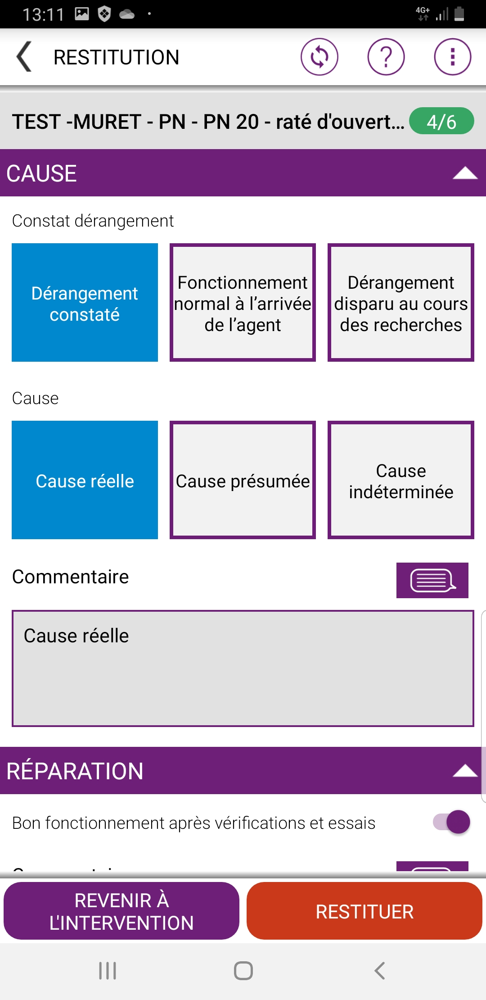 13:11
4G+
RESTITUTION
?
TEST -MURET - PN - PN 20 - raté d'ouvert...
4/6
CAUSE
Constat dérangement
Dérangement
constaté
Fonctionnement
normal à l’arrivée
de l’agent
Dérangement
disparu au cours
des recherches
Cause
Cause réelle
Cause présumée
Cause
indéterminée
Commentaire
Cause réelle
RÉPARATION
Bon fonctionnement après vérifications et essais
REVENIR À
L'INTERVENTION
RESTITUER